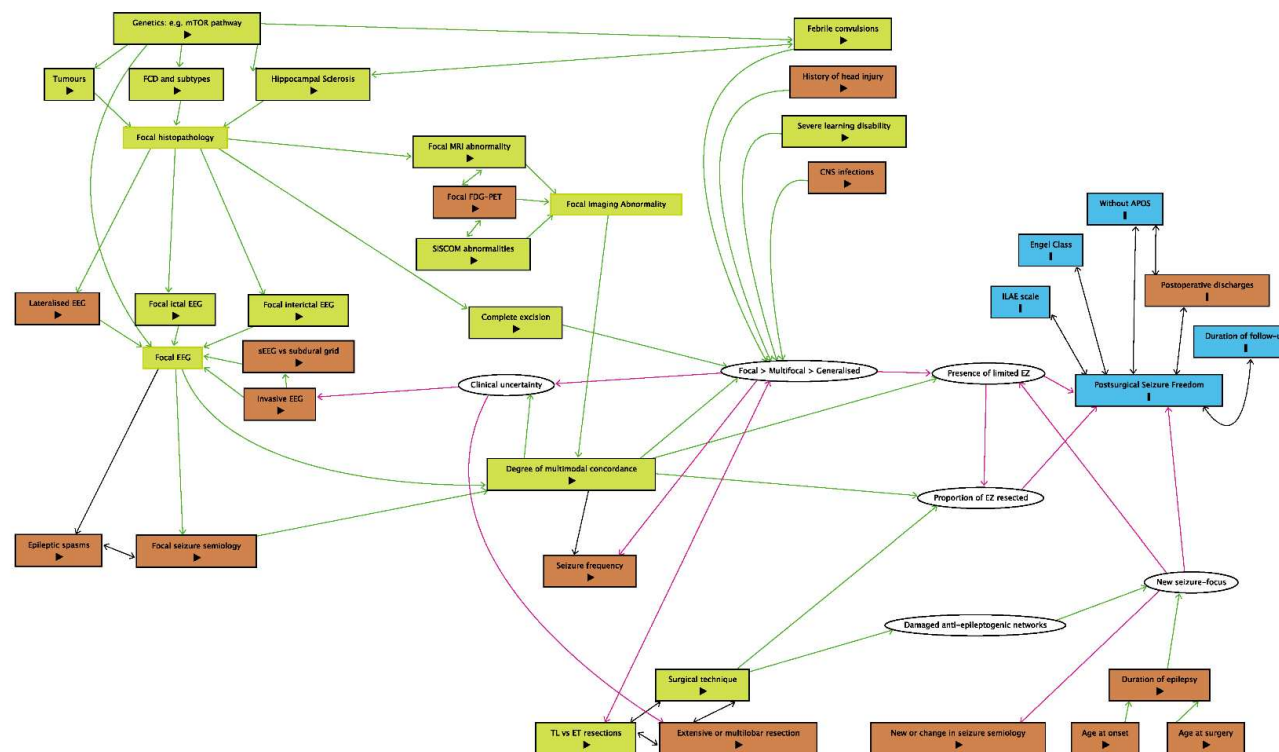 Genetics: e.g. mTOR pathway
Febrile convulsions
Tumours
FCD and subtypes
Hippocampal Sclerosis
History of head injury
Focal histopathology
Severe learning disability
Focal MRI abnormality
CNS infections
Focal FDG-PET
Focal Imaging Abnormality
Without APOS
SISCOM abnormalities
Engel Class
Postoperative discharges
ILAE scale
Lateralised EEG
Focal ictal EEG
Focal interictal EEG
Complete excision
Duration of follow-u
Focal EEG
sEEG vs subdural grid
Clinical uncertainty
Focal > Multifocal > Generalised
Presence of limited EZ
Postsurgical Seizure Freedom
Invasive EEG
Degree of multimodal concordance
Proportion of EZ resected
Epileptic spasms
Focal seizure semiology
Seizure frequency
New seizure-focus
Damaged anti-epileptogenic networks
Surgical technique
Duration of epilepsy
TL vs ET resections
Extensive or multilobar resection
New or change in seizure semiology
Age at onset
Age at surgery